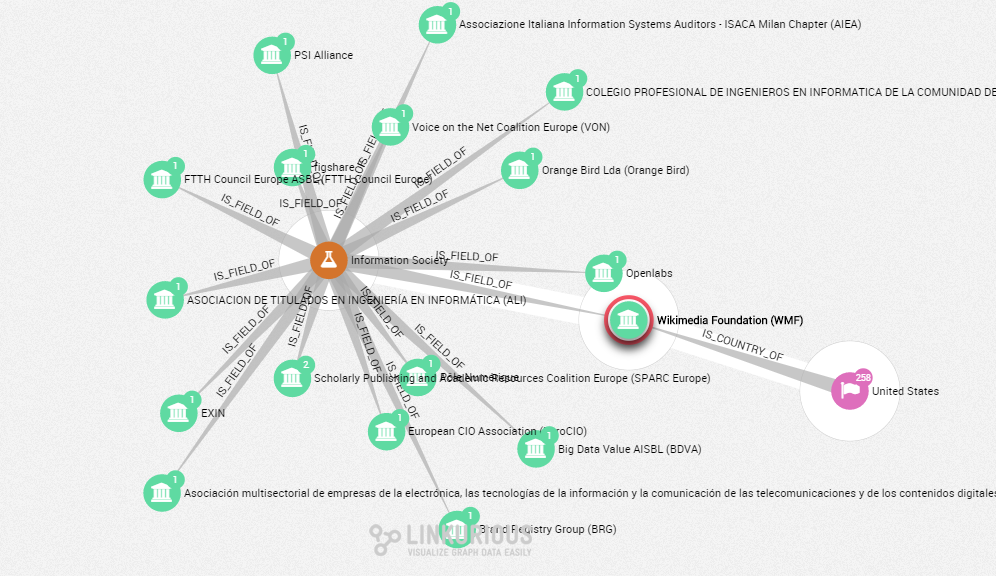 1
Associazione Italiana Information Systems Auditors - ISACA Milan Chapter (AIEA)
1
PSI Alliance
1
COLEGIO PROFESIONAL DE INGENIEROS EN INFORMATICA DE LA COMUNIDAD DE
1
Voice on the Net Coalition Europe (VON)
1
figshare
1
Orange Bird Lda (Orange Bird)
1
FTTH Council Europe ASBL (FTTH Council Europe)
IS_FIELD_OF
IS_FIELD_OF
IS_FIELD_OF
IS_FIELD_OF
IS_FIELD_OF
Information Society
IS_FIELD_OF
IS_FIELD_OF
IS_FIELD_OF
1
Openlabs
1
ASOCIACION DE TITULADOS EN INGENIERÍA EN INFORMÁTICA (ALI)
Wikimedia Foundation (WMF)
IS_COUNTRY_OF
IS_FIELD_OF
IS_FIELD_OF
IS_FIELD_OF
IS_FIELD_OF
IS_FIELD_OF
IS_FIELD_OF
2
Scholarly Publishing and Academic Resources Coalition Europe (SPARC Europe)
1
258
United States
1
EXIN
1
European CIO Association (EuroCIO)
1
Big Data Value AISBL (BDVA)
1
Asociación multisectorial de empresas de la electrónica, las tecnologías de la información y la comunicación de las telecomunicaciones y de los contenidos digitales
1
Brand Registry Group (BRG)
LINKURIOUS
VISUALIZE GRAPH DATA EASILY